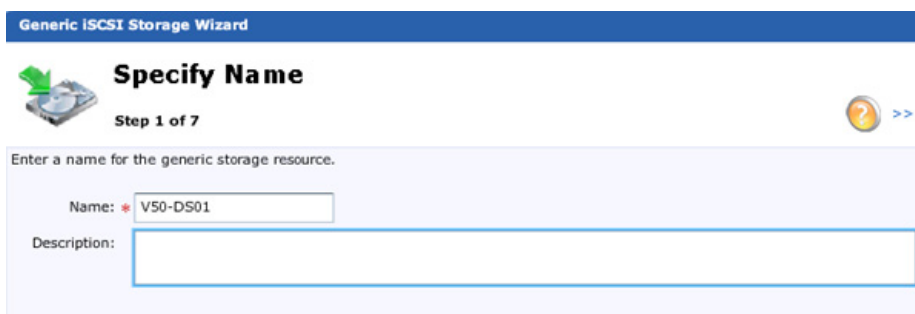 Generic iSCSI Storage Wizard
Specify Name
Step 1 of 7
? >>
Enter a name for the generic storage resource.
Name: * V50-DS01
Description: